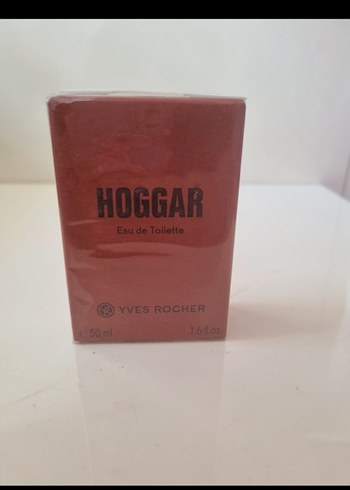 HOGGAR
Eau de Toilette
YVES ROCHER
50 ml 1.6 fl.oz.